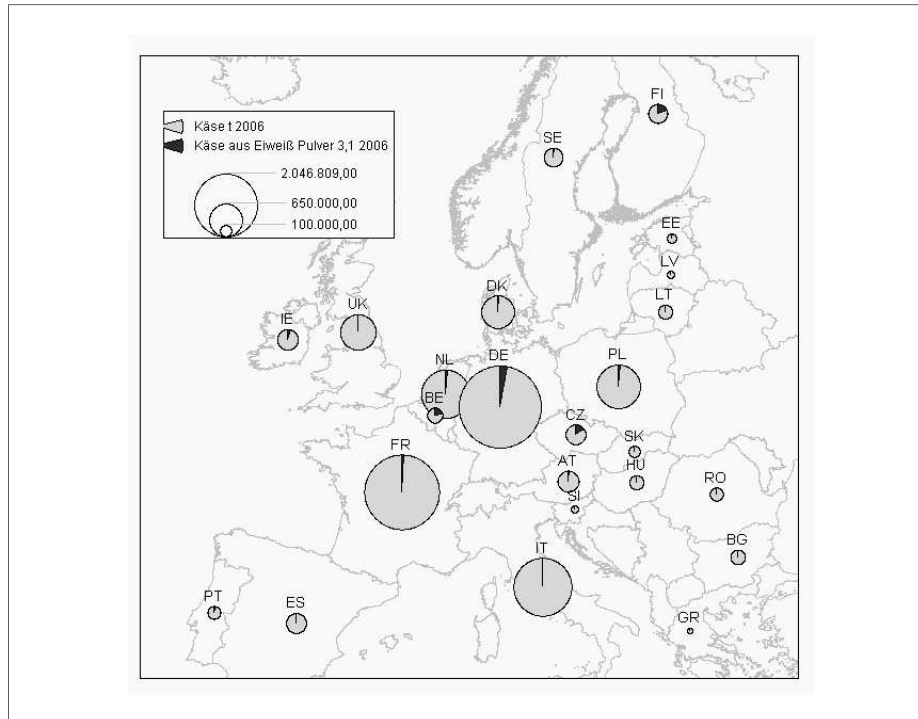 Käse t 2006
Käse aus Eiweiß Pulver 3,1 2006
2.046.809,00
650.000,00
100.000,00
FI
SE
EE
LV
LT
DK
UK
IE
NL
DE
PL
BE
CZ
SK
FR
AT
HU
SI
RO
BG
IT
PT
ES
GR